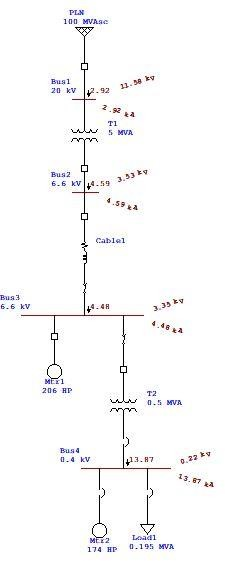 PLN
100 MVAsc
Bus1
20 kV
2.92
11.58 kV
2.92 kA
T1
5 MVA
Bus2
6.6 kV
4.59
3.53 kV
4.59 kA
Cable1
Bus3
6.6 kV
4.48
3.35 kV
4.48 kA
Mtr1
206 HP
T2
0.5 MVA
Bus4
0.4 kV
13.87
0.22 kV
13.87 kA
Mtr2
174 HP
Load1
0.195 MVA